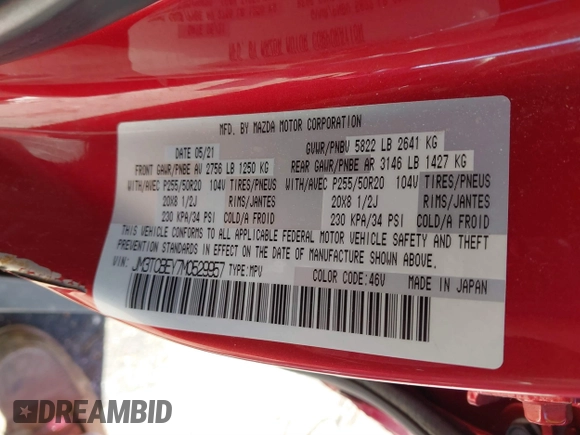 MFD. BY MAZDA MOTOR CORPORATION
DATE 05/21 GVWR/PNBV 5822 LB 2641 KG
FRONT GAWR/PNBE AV 2756 LB 1250 KG REAR GAWR/PNBE AR 3146 LB 1427 KG
WITH/AVEC P255/50R20 104V TIRES/PNEUS WITH/AVEC P255/50R20 104V TIRES/PNEUS
20X8 1/2J RIMS/JANTES 20X8 1/2J RIMS/JANTES
230 KPA/34 PSI COLD/A FROID 230 KPA/34 PSI COLD/A FROID
THIS VEHICLE CONFORMS TO ALL APPLICABLE FEDERAL MOTOR VEHICLE SAFETY AND THEFT
PREVENTION STANDARDS IN EFFECT ON THE DATE OF MANUFACTURE SHOWN ABOVE.
VIN: JM3TCBEY7M0529957 TYPE:MPV COLOR CODE:46V MADE IN JAPAN
DREAMBID